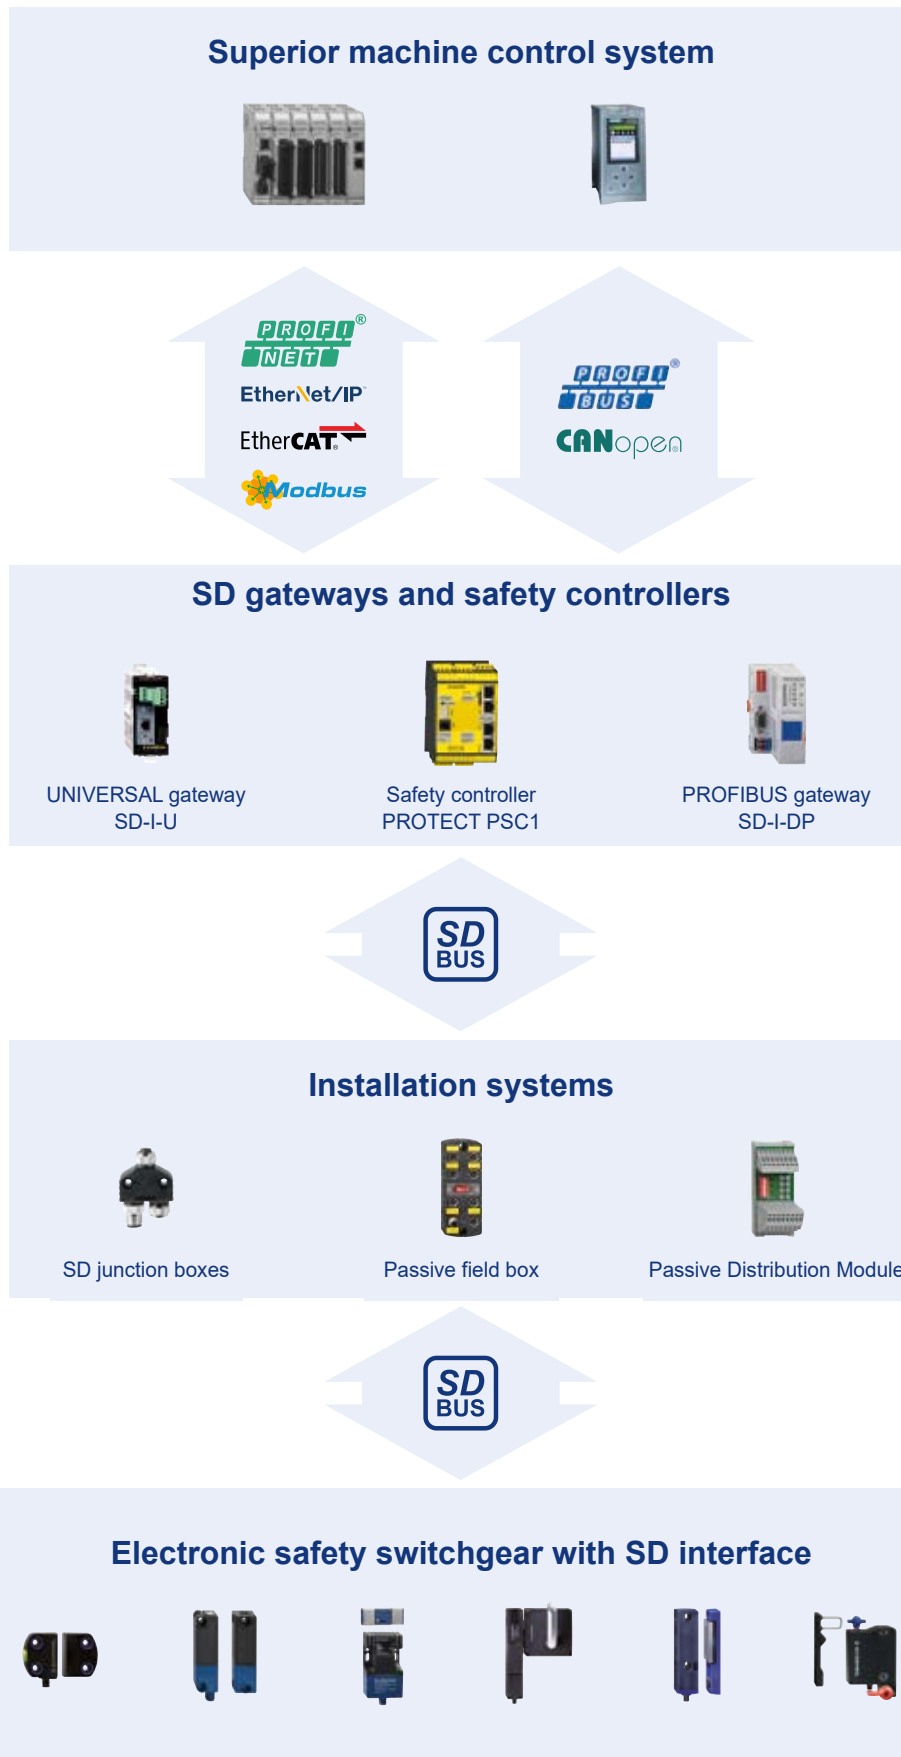 Superior machine control system
PROFI®
NET
EtherNet/IP
EtherCAT®
Modbus
PROFI®
BUS
CANopen®
SD gateways and safety controllers
UNIVERSAL gateway
SD-I-U
Safety controller
PROTECT PSC1
PROFIBUS gateway
SD-I-DP
SD
BUS
Installation systems
SD junction boxes
Passive field box
Passive Distribution Module
SD
BUS
Electronic safety switchgear with SD interface